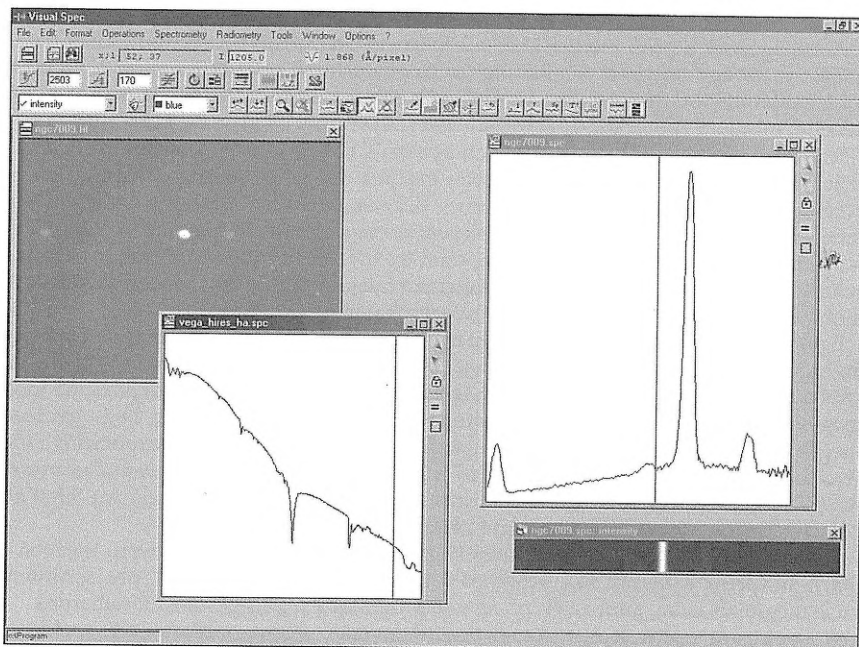 Visual Spec
File Edit Format Operations Spectrometry Radiometry Tools Window Options ?
x;1 52; 37 I 1205.0 1.868 (Å/pixel)
2503 170
intensity blue
ngc7009.fit
ngc7009.spc
vega_hires_ha.spc
ngc7009.spc: intensity